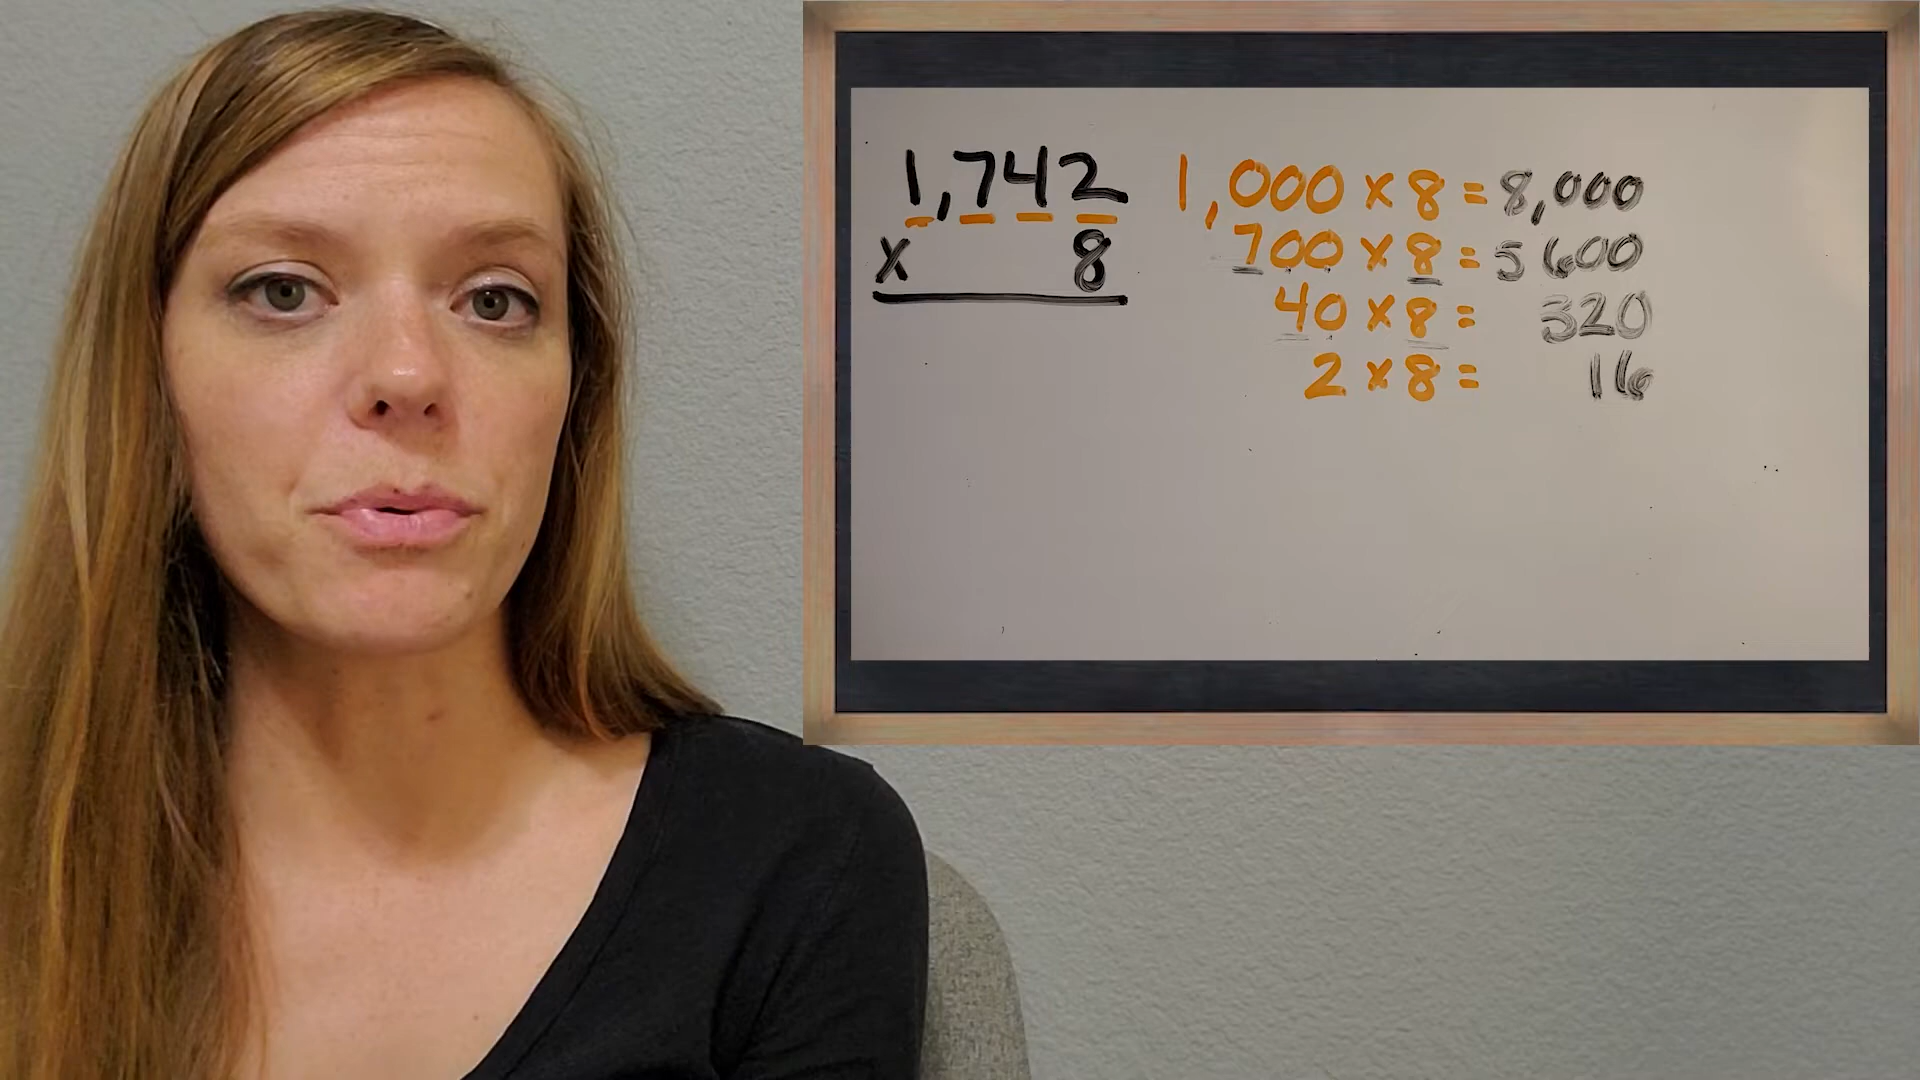 1,742
x 8
1,000 x 8 = 8,000
700 x 8 = 5600
40 x 8 = 320
2 x 8 = 16